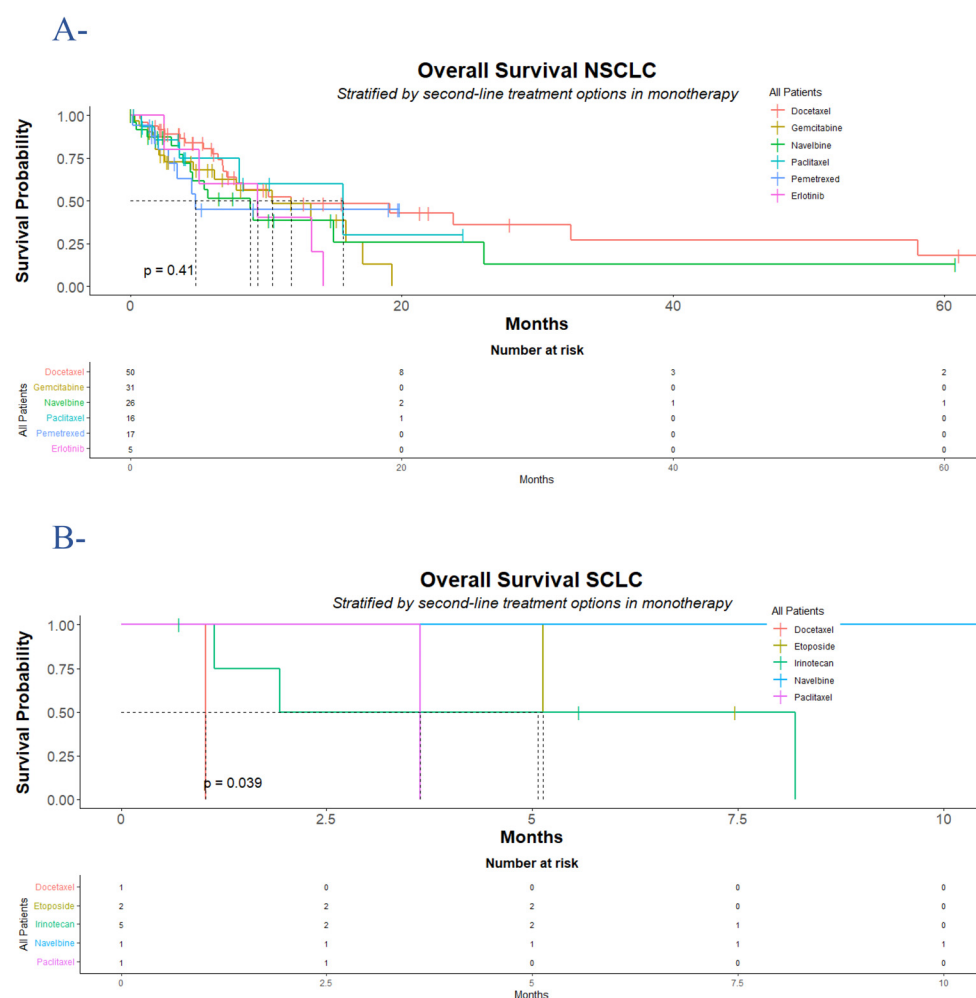 A-
Overall Survival NSCLC
Stratified by second-line treatment options in monotherapy
All Patients
Docetaxel
Gemcitabine
Navelbine
Paclitaxel
Pemetrexed
Erlotinib
Survival Probability
1.00
0.75
0.50
0.25
0.00
p = 0.41
0 20 40 60
Months
Number at risk
All Patients
Docetaxel 50 8 3 2
Gemcitabine 31 0 0 0
Navelbine 26 2 1 1
Paclitaxel 16 1 0 0
Pemetrexed 17 0 0 0
Erlotinib 5 0 0 0
0 20 40 60
Months
B-
Overall Survival SCLC
Stratified by second-line treatment options in monotherapy
All Patients
Docetaxel
Etoposide
Irinotecan
Navelbine
Paclitaxel
Survival Probability
1.00
0.75
0.50
0.25
0.00
p = 0.039
0 2.5 5 7.5 10
Months
Number at risk
All Patients
Docetaxel 1 0 0 0 0
Etoposide 2 2 2 0 0
Irinotecan 5 2 2 1 0
Navelbine 1 1 1 1 1
Paclitaxel 1 1 0 0 0
0 2.5 5 7.5 10
Months